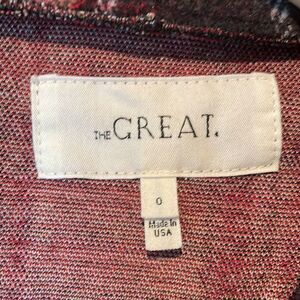 THE GREAT.
0
Made In
USA